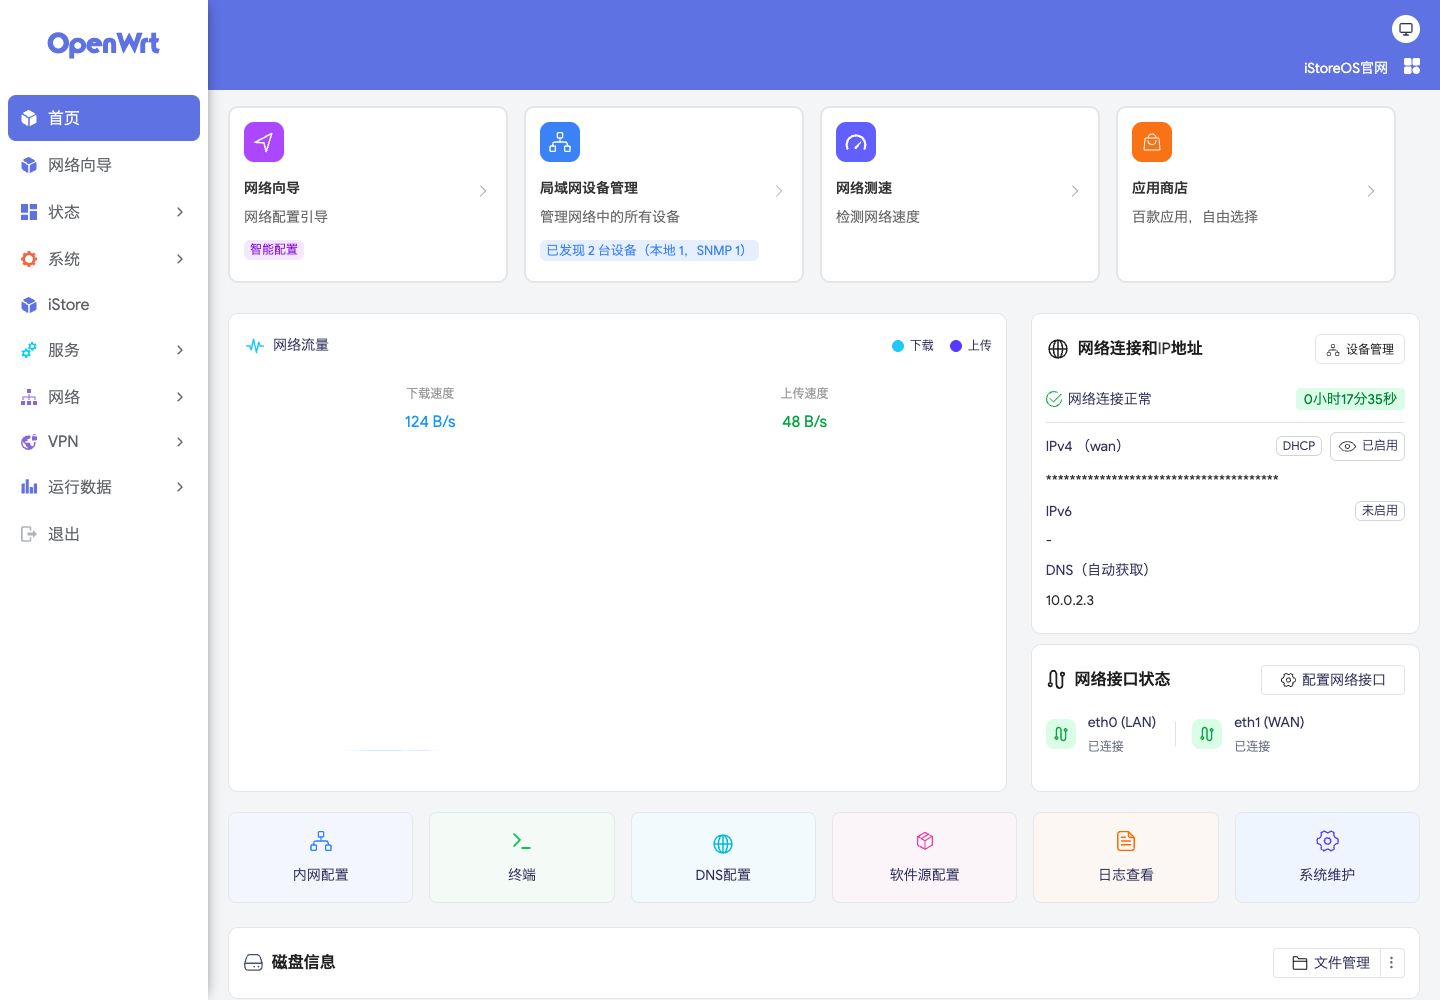 OpenWrt
首页
网络向导
状态
系统
iStore
服务
网络
VPN
运行数据
退出
iStoreOS官网
网络向导
网络配置引导
智能配置
局域网设备管理
管理网络中的所有设备
已发现 2 台设备（本地 1，SNMP 1）
网络测速
检测网络速度
应用商店
百款应用，自由选择
网络流量
下载 上传
下载速度
124 B/s
上传速度
48 B/s
网络连接和IP地址
设备管理
网络连接正常
0小时17分35秒
IPv4 （wan）
DHCP
已启用
***************************************
IPv6
未启用
-
DNS（自动获取）
10.0.2.3
网络接口状态
配置网络接口
eth0 (LAN)
已连接
eth1 (WAN)
已连接
内网配置
终端
DNS配置
软件源配置
日志查看
系统维护
磁盘信息
文件管理